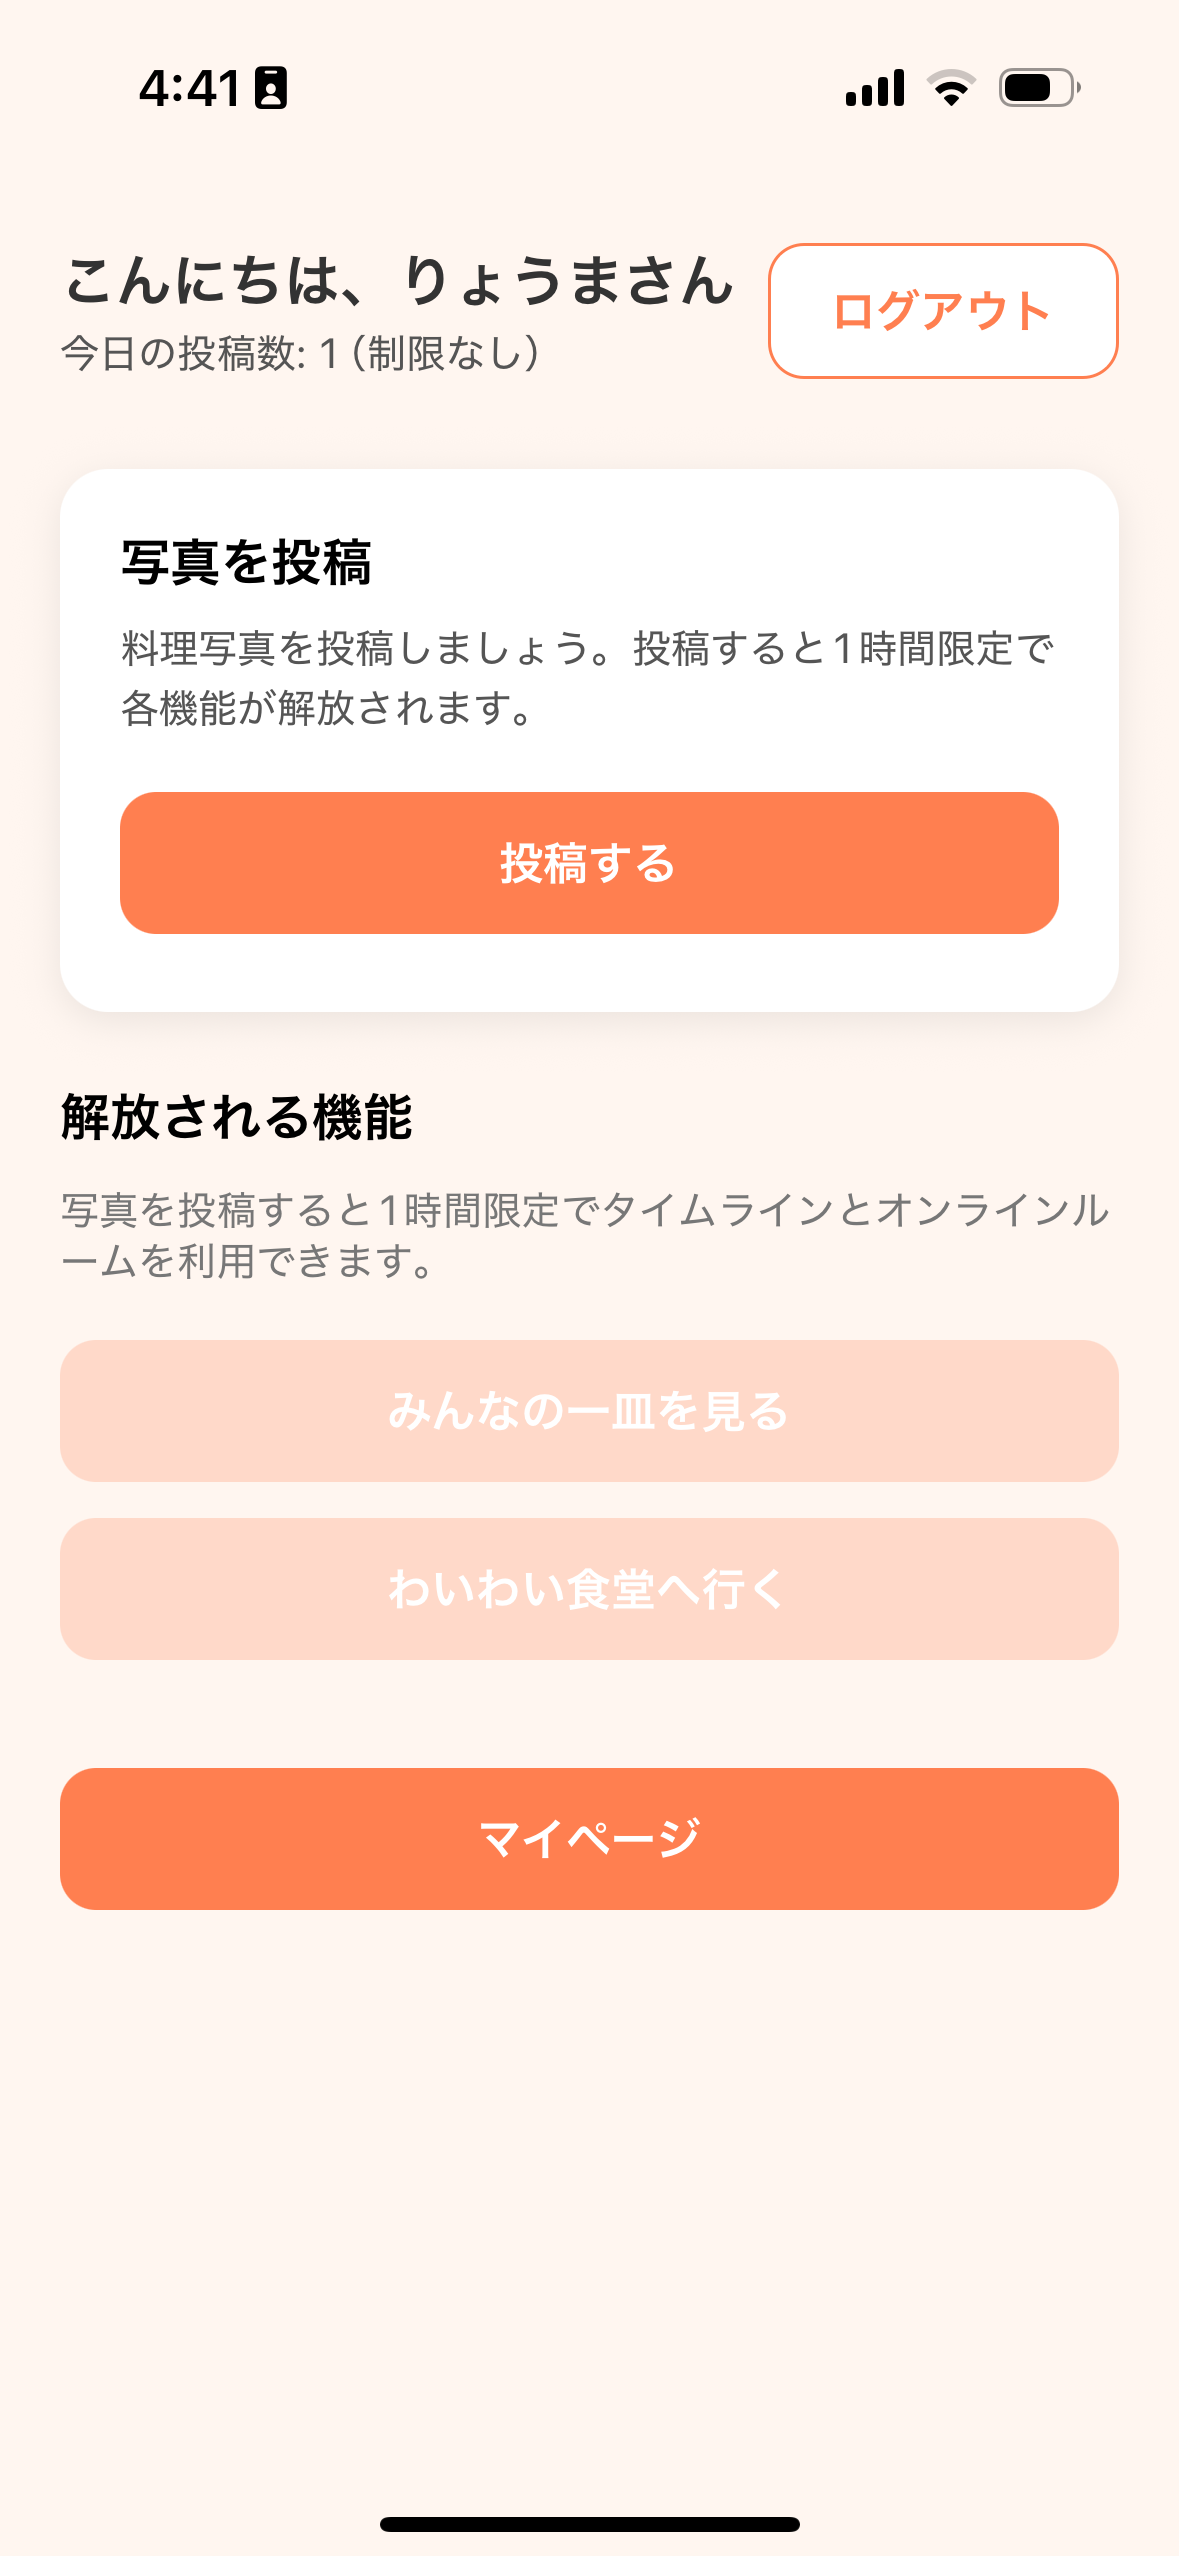 4:41
こんにちは、りょうまさん
ログアウト
今日の投稿数: 1 (制限なし)
写真を投稿
料理写真を投稿しましょう。投稿すると1時間限定で
各機能が解放されます。
投稿する
解放される機能
写真を投稿すると1時間限定でタイムラインとオンラインル
ームを利用できます。
みんなの一皿を見る
わいわい食堂へ行く
マイページ